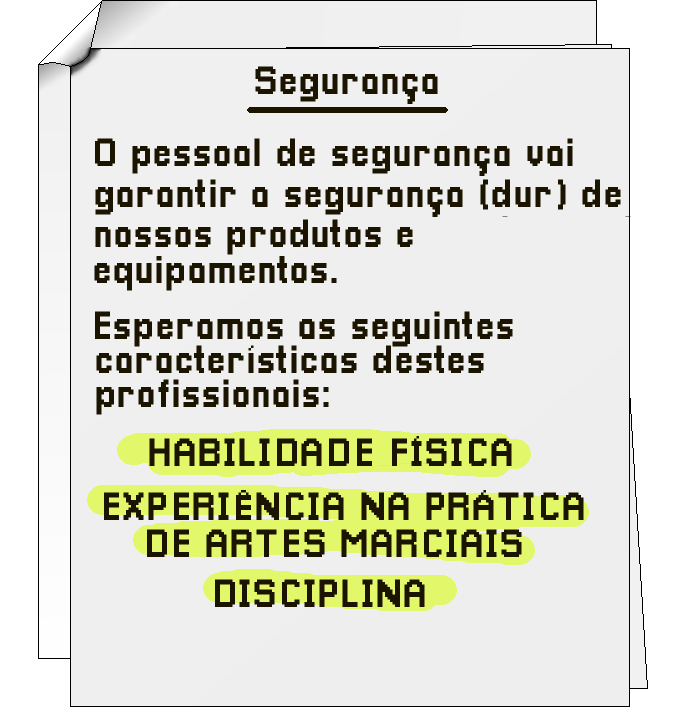 Segurança
O pessoal de segurança vai
garantir a segurança (dur) de
nossos produtos e
equipamentos.
Esperamos as seguintes
características destes
profissionais:
HABILIDADE FÍSICA
EXPERIÊNCIA NA PRÁTICA
DE ARTES MARCIAIS
DISCIPLINA